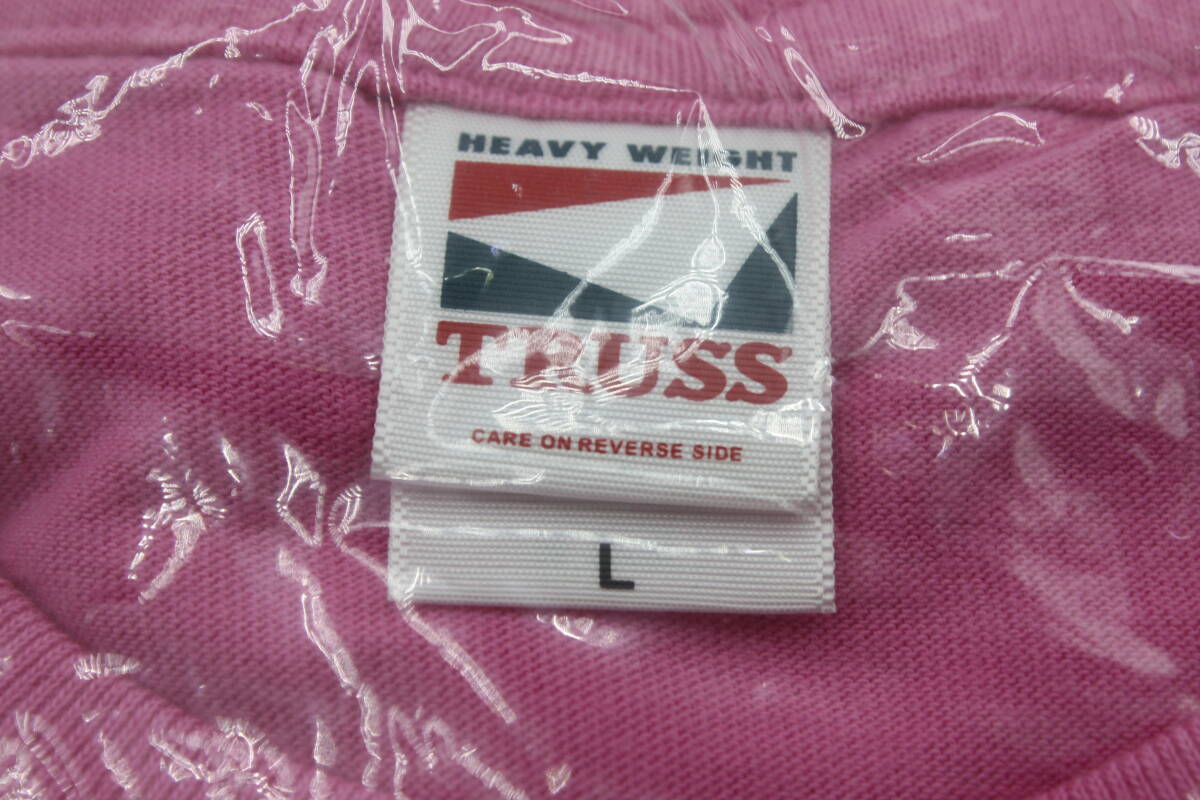 HEAVY WEIGHT
TRUSS
CARE ON REVERSE SIDE
L